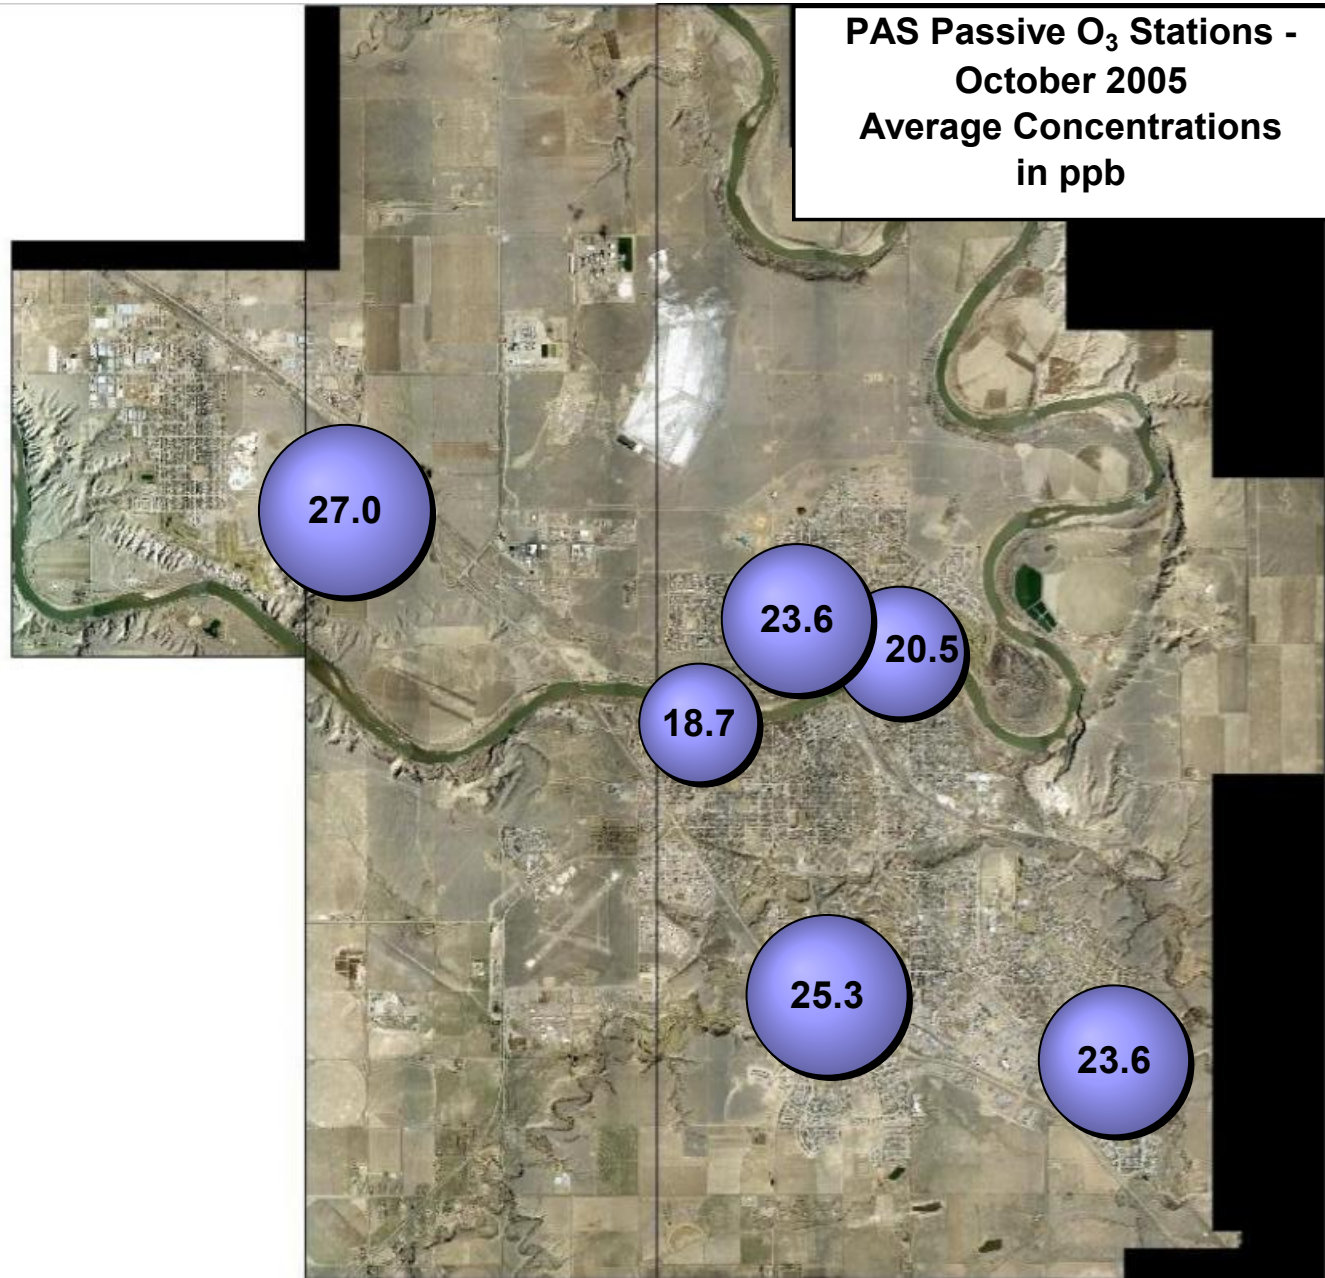 PAS Passive O₃ Stations -
October 2005
Average Concentrations
in ppb
27.0
23.6
20.5
18.7
25.3
23.6